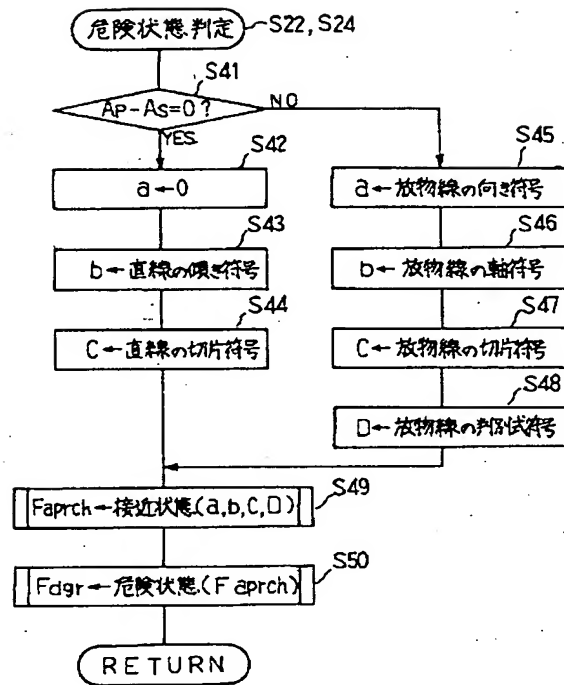 危険状態判定
S22, S24
S41
AP-AS=0?
NO
YES
S42
a←0
S43
b←直線の傾き符号
S44
C←直線の切片符号
S45
a←放物線の向き符号
S46
b←放物線の軸符号
S47
C←放物線の切片符号
S48
D←放物線の判別式符号
S49
Faprch←接近状態(a,b,C,D)
S50
Fdgr←危険状態(Faprch)
RETURN